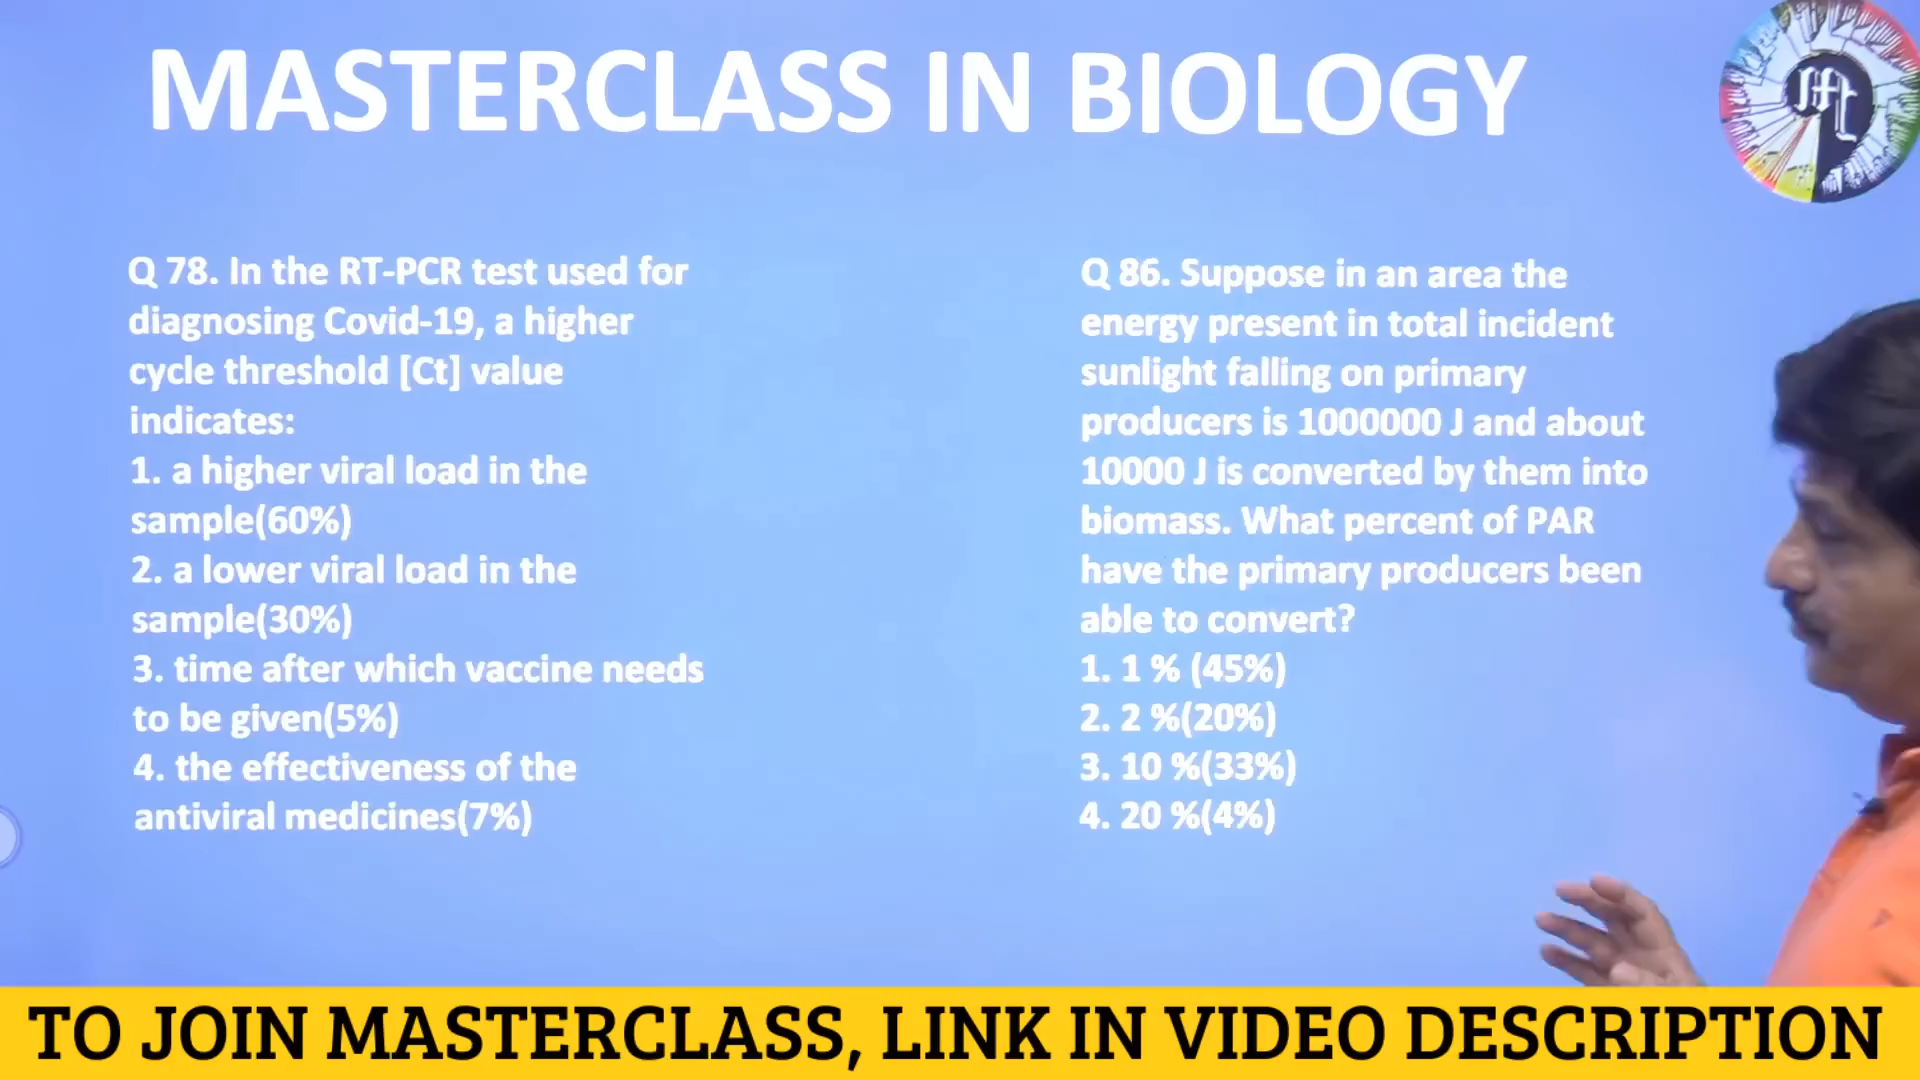 MASTERCLASS IN BIOLOGY
Q 78. In the RT-PCR test used for
diagnosing Covid-19, a higher
cycle threshold [Ct] value
indicates:
1. a higher viral load in the
sample(60%)
2. a lower viral load in the
sample(30%)
3. time after which vaccine needs
to be given(5%)
4. the effectiveness of the
antiviral medicines(7%)
Q 86. Suppose in an area the
energy present in total incident
sunlight falling on primary
producers is 1000000 J and about
10000 J is converted by them into
biomass. What percent of PAR
have the primary producers been
able to convert?
1. 1 % (45%)
2. 2 %(20%)
3. 10 %(33%)
4. 20 %(4%)
TO JOIN MASTERCLASS, LINK IN VIDEO DESCRIPTION